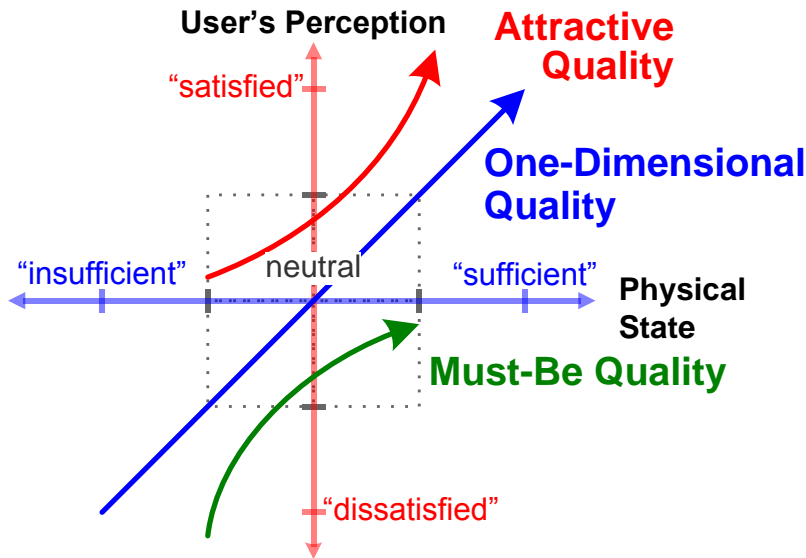 User’s Perception
Attractive
Quality
“satisfied”
One-Dimensional
Quality
neutral
“insufficient”
“sufficient”
Physical
State
Must-Be Quality
“dissatisfied”